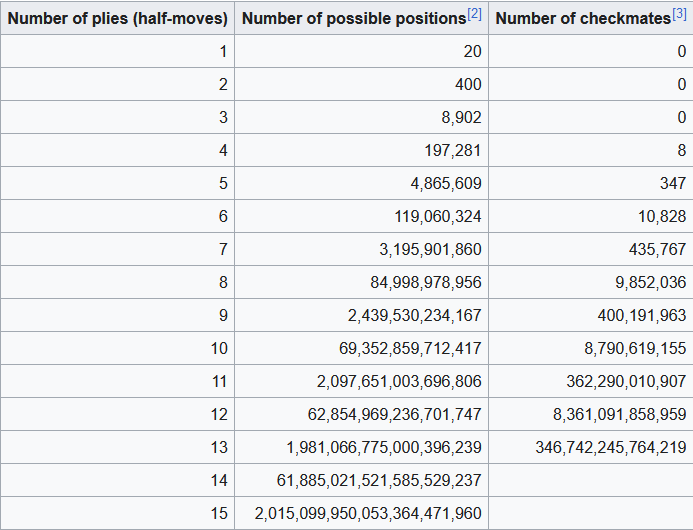 Number of plies (half-moves) Number of possible positions[2] Number of checkmates[3]
1 20 0
2 400 0
3 8,902 0
4 197,281 8
5 4,865,609 347
6 119,060,324 10,828
7 3,195,901,860 435,767
8 84,998,978,956 9,852,036
9 2,439,530,234,167 400,191,963
10 69,352,859,712,417 8,790,619,155
11 2,097,651,003,696,806 362,290,010,907
12 62,854,969,236,701,747 8,361,091,858,959
13 1,981,066,775,000,396,239 346,742,245,764,219
14 61,885,021,521,585,529,237
15 2,015,099,950,053,364,471,960